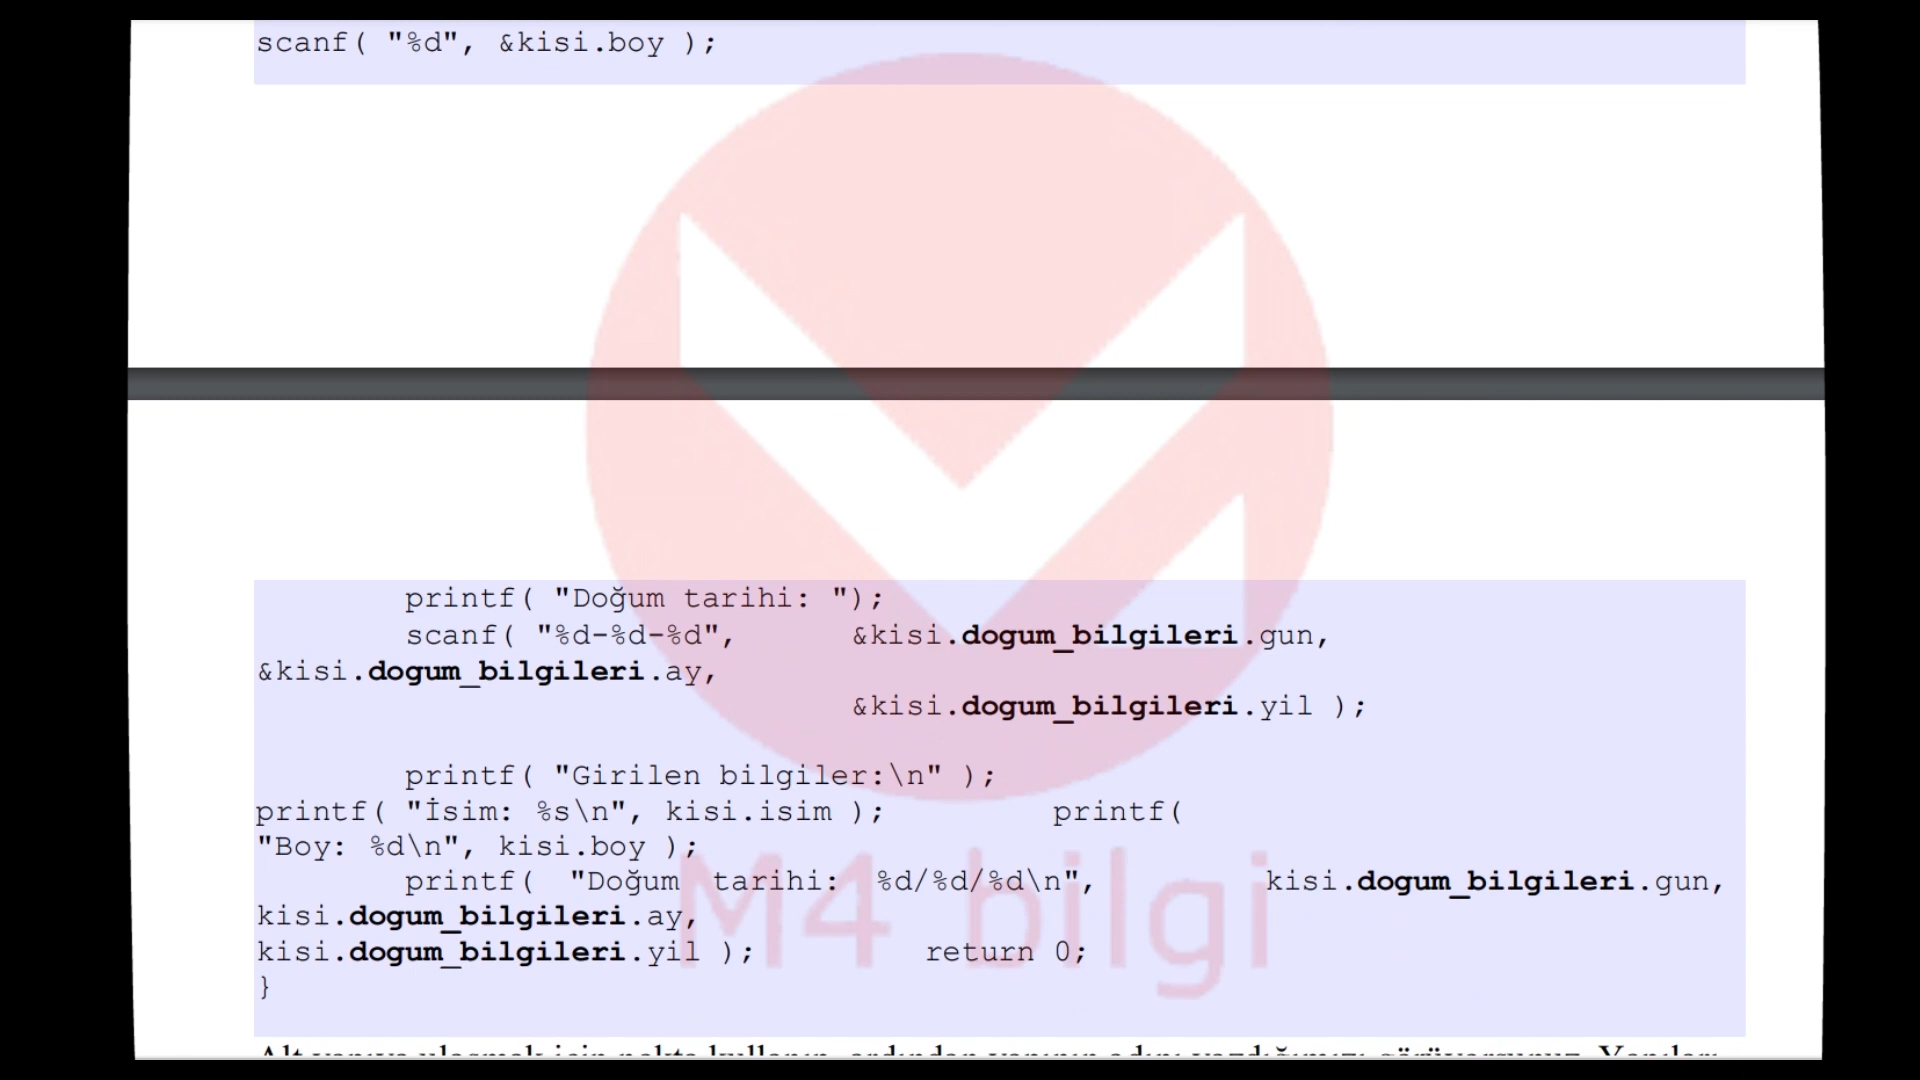 scanf( "%d", &kisi.boy );
printf( "Doğum tarihi: ");
scanf( "%d-%d-%d", &kisi.dogum_bilgileri.gun,
&kisi.dogum_bilgileri.ay,
&kisi.dogum_bilgileri.yil );
printf( "Girilen bilgiler:\n" );
printf( "İsim: %s\n", kisi.isim ); printf(
"Boy: %d\n", kisi.boy );
printf( "Doğum tarihi: %d/%d/%d\n", kisi.dogum_bilgileri.gun,
kisi.dogum_bilgileri.ay,
kisi.dogum_bilgileri.yil ); return 0;
}
M4 bilgi